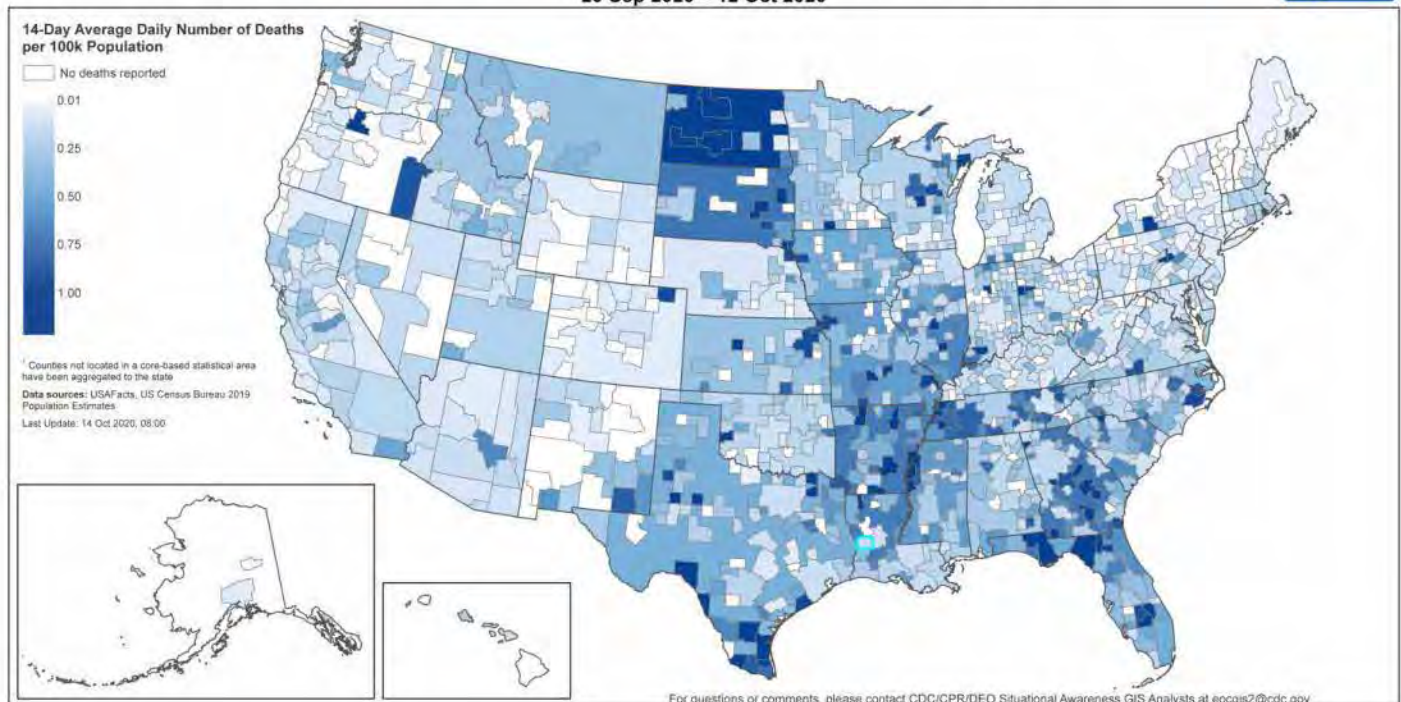 14-Day Average Daily Number of Deaths
per 100k Population
No deaths reported
0.01
0.25
0.50
0.75
1.00
¹ Counties not located in a core-based statistical area
have been aggregated to the state
Data sources: USAFacts, US Census Bureau 2019
Population Estimates
Last Update: 14 Oct 2020, 08:00
For questions or comments, please contact CDC/CPR/DEO Situational Awareness GIS Analysts at eocgis2@cdc.gov